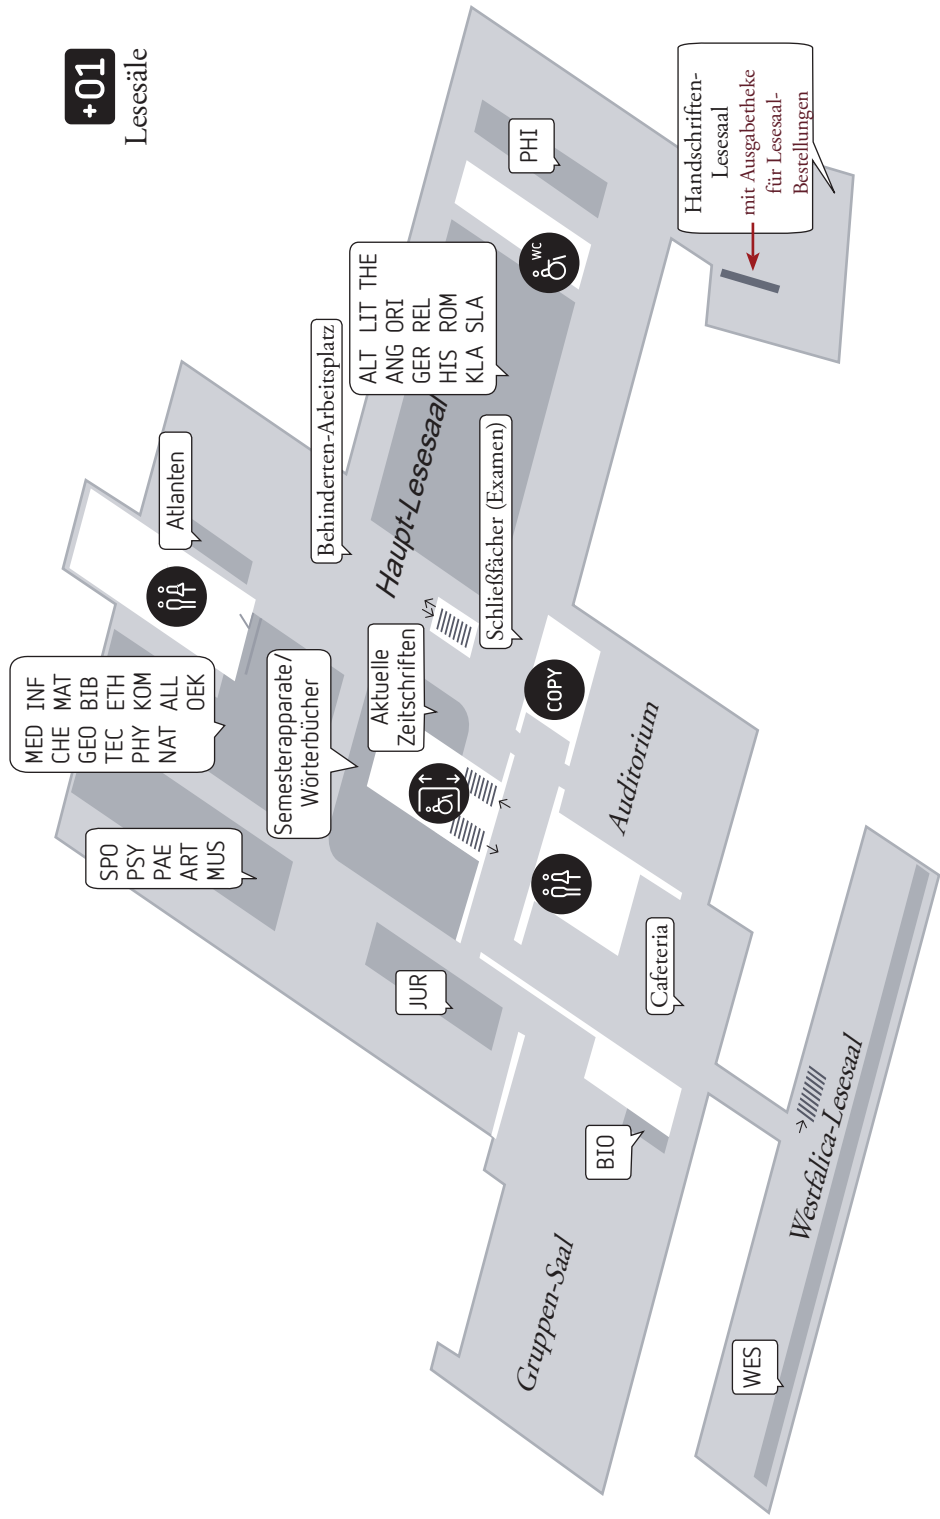 +01
Lesesäle
MED INF
CHE MAT
GEO BIB
TEC ETH
PHY KOM
NAT ALL
OEK
Atlanten
SPO
PSY
PAE
ART
MUS
Semesterapparate/
Wörterbücher
Behinderten-Arbeitsplatz
ALT LIT THE
ANG ORI
GER REL
HIS ROM
KLA SLA
PHI
WC
Haupt-Lesesaal
Aktuelle
Zeitschriften
Schließfächer (Examen)
JUR
COPY
Auditorium
Handschriften-
Lesesaal
mit Ausgabetheke
für Lesesaal-
Bestellungen
Cafeteria
BIO
Gruppen-Saal
Westfalica-Lesesaal
WES